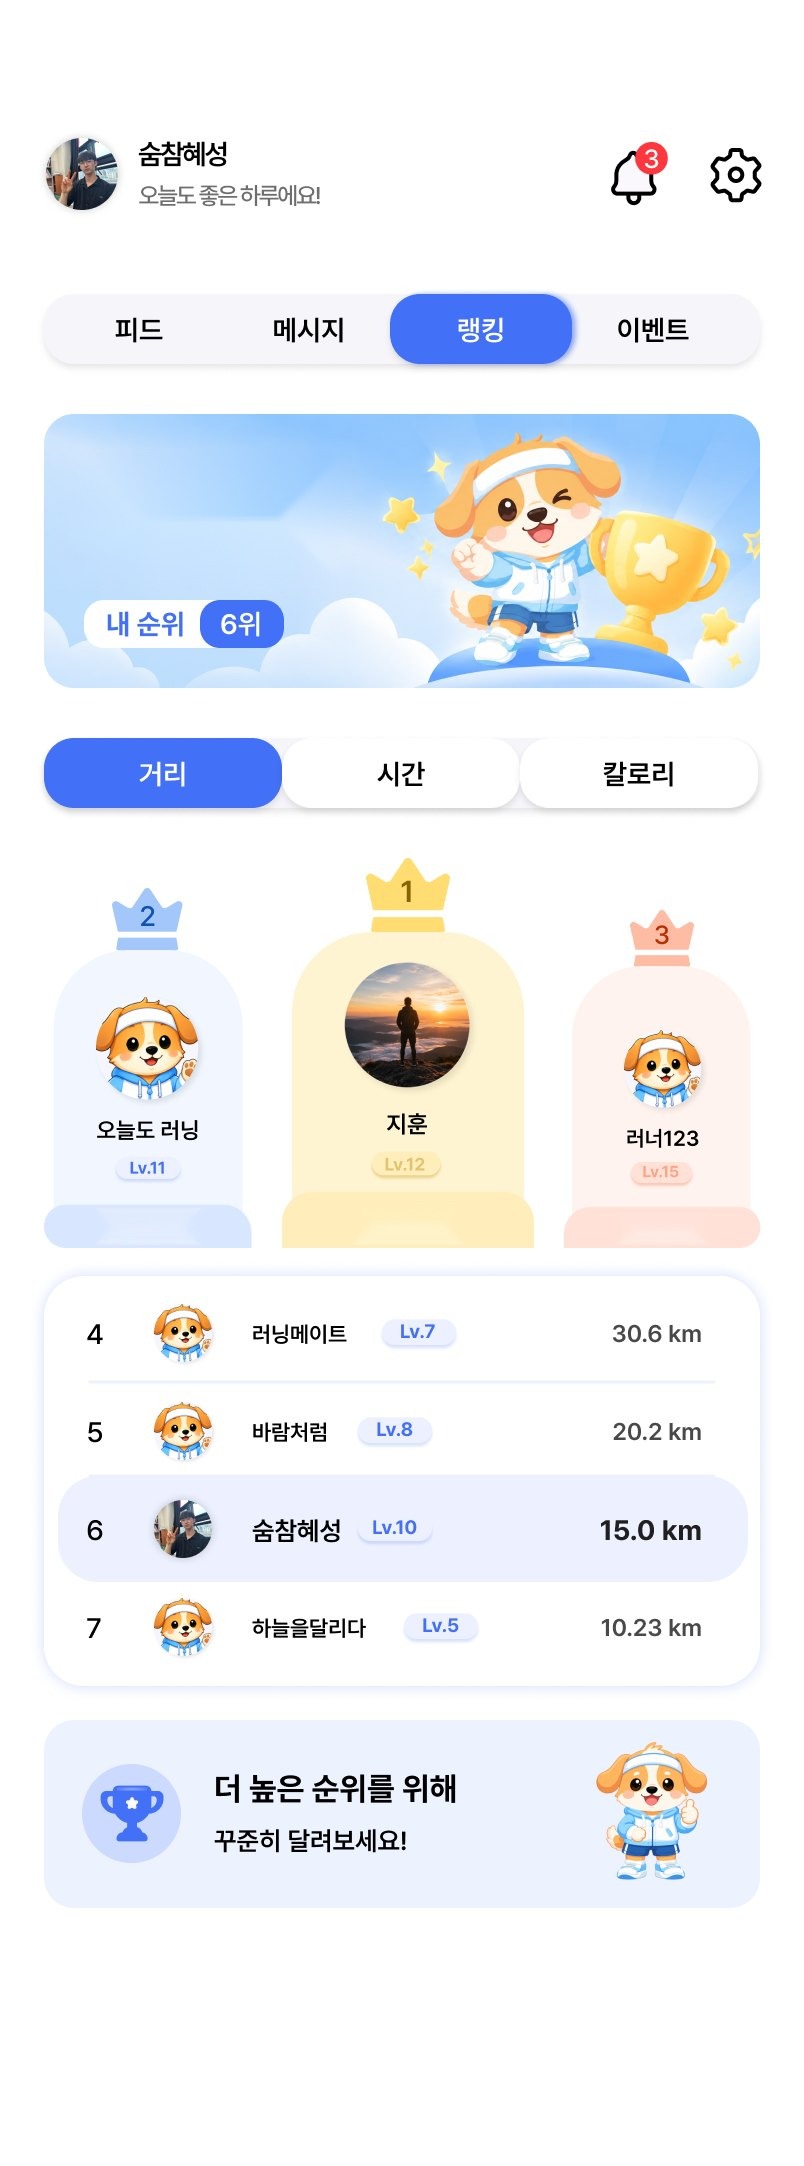 숨참혜성
오늘도 좋은 하루에요!
3
피드 메시지 랭킹 이벤트
내 순위 6위
거리 시간 칼로리
2
오늘도 러닝
Lv.11
1
지훈
Lv.12
3
러너123
Lv.15
4 러닝메이트 Lv.7 30.6 km
5 바람처럼 Lv.8 20.2 km
6 숨참혜성 Lv.10 15.0 km
7 하늘을달리다 Lv.5 10.23 km
더 높은 순위를 위해
꾸준히 달려보세요!